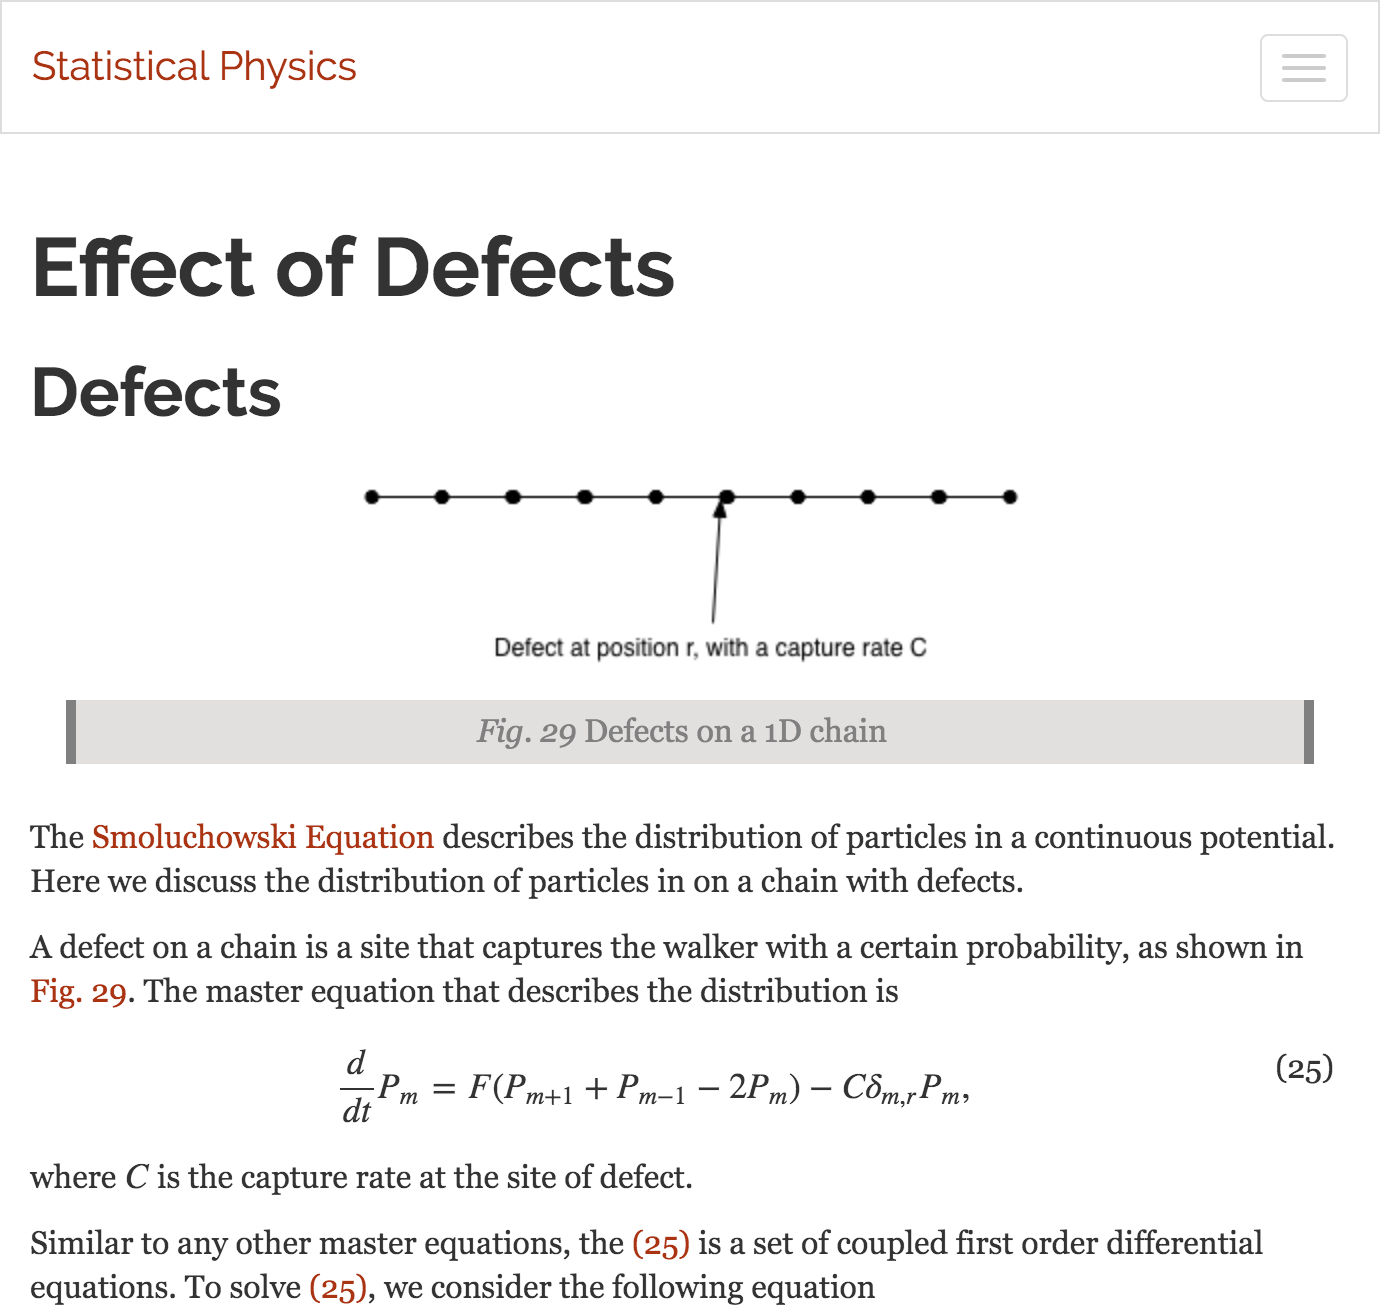 Statistical Physics
Effect of Defects
Defects
Defect at position r, with a capture rate C
Fig. 29 Defects on a 1D chain
The Smoluchowski Equation describes the distribution of particles in a continuous potential.
Here we discuss the distribution of particles in on a chain with defects.
A defect on a chain is a site that captures the walker with a certain probability, as shown in
Fig. 29. The master equation that describes the distribution is
\frac{d}{dt} P_m = F(P_{m+1} + P_{m-1} − 2P_m) − Cδ_{m,r} P_m, (25)
where C is the capture rate at the site of defect.
Similar to any other master equations, the (25) is a set of coupled first order differential
equations. To solve (25), we consider the following equation